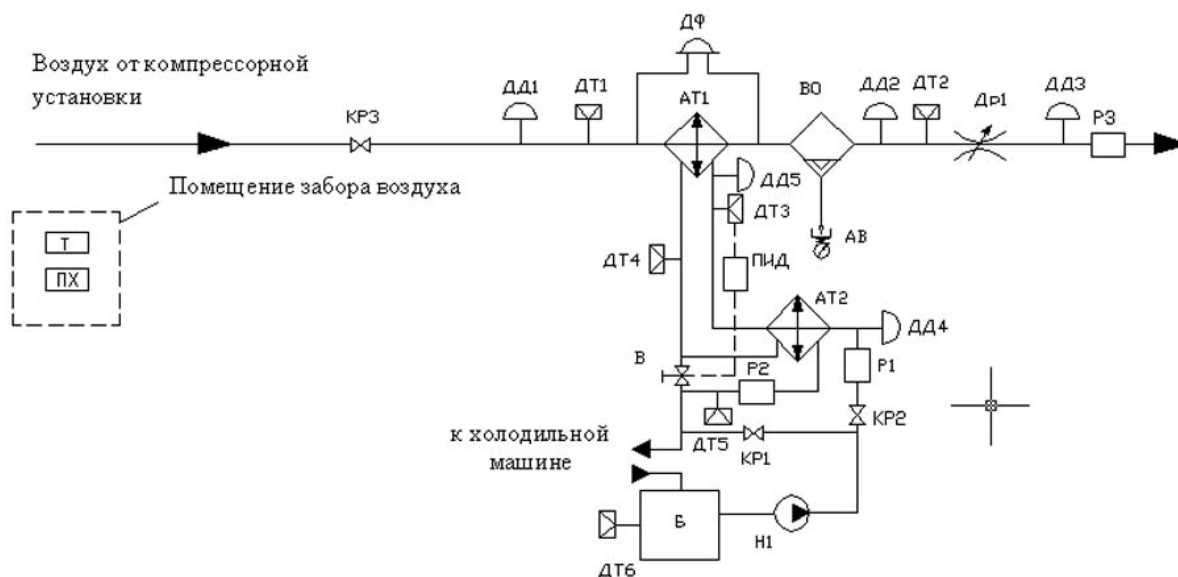 ДФ
Воздух от компрессорной
установки
КР3
ДД1
ДТ1
АТ1
ВО
ДД2
ДТ2
Др1
ДД3
Р3
Помещение забора воздуха
Т
ПХ
ДД5
ДТ3
АВ
ДТ4
ПИД
АТ2
ДД4
В
Р2
Р1
КР2
к холодильной
машине
ДТ5
КР1
Б
Н1
ДТ6